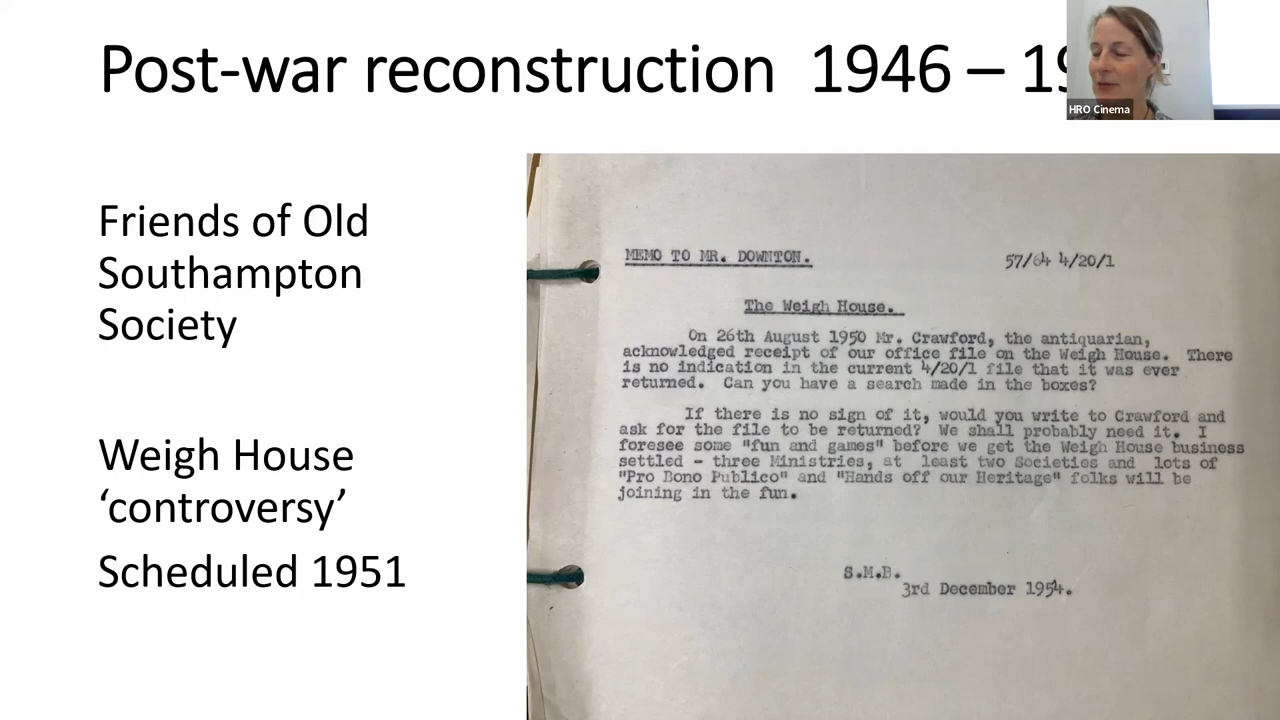 Post-war reconstruction 1946 –
HRO Cinema
Friends of Old
Southampton
Society
Weigh House
‘controversy’
Scheduled 1951
MEMO TO MR. DOWNTON.
57/64 4/20/1
The Weigh House.
On 26th August 1950 Mr. Crawford, the antiquarian,
acknowledged receipt of our office file on the Weigh House. There
is no indication in the current 4/20/1 file that it was ever
returned. Can you have a search made in the boxes?
If there is no sign of it, would you write to Crawford and
ask for the file to be returned? We shall probably need it. I
foresee some "fun and games" before we get the Weigh House business
settled - three Ministries, at least two Societies and lots of
"Pro Bono Publico" and "Hands off our Heritage" folks will be
joining in the fun.
S.M.B.
3rd December 1954.